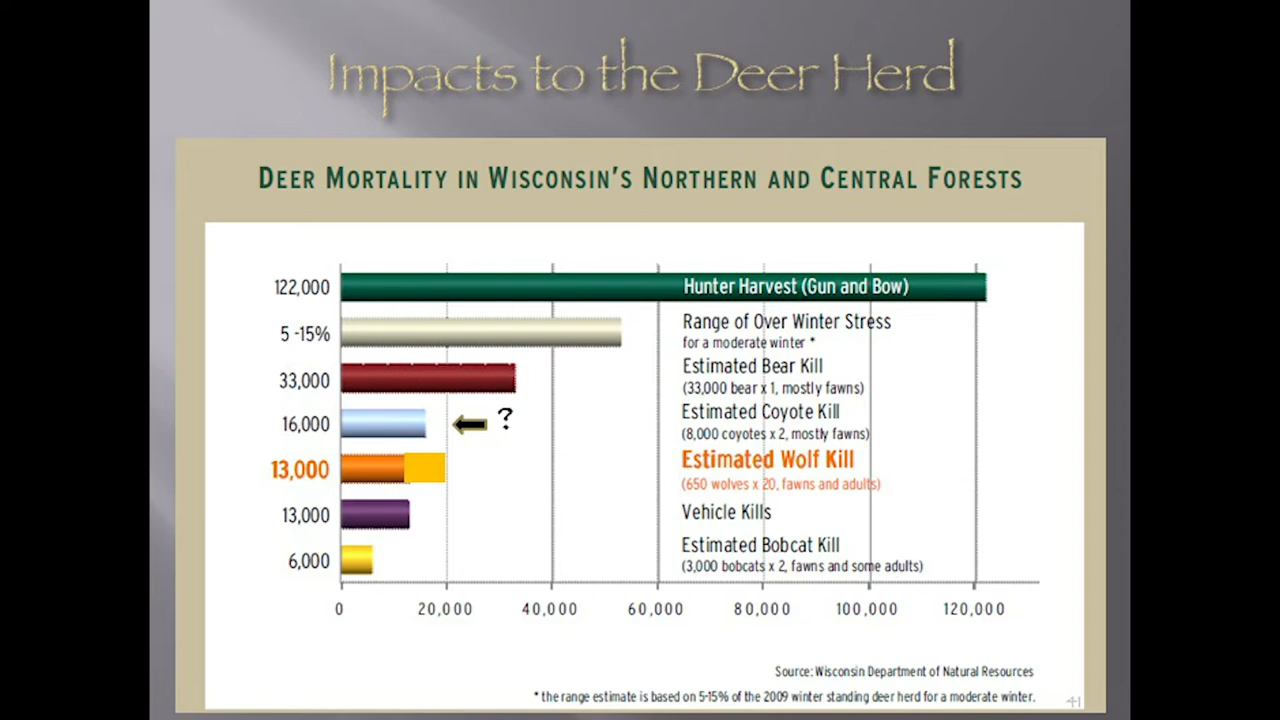 Impacts to the Deer Herd
DEER MORTALITY IN WISCONSIN'S NORTHERN AND CENTRAL FORESTS
122,000 Hunter Harvest (Gun and Bow)
5 -15% Range of Over Winter Stress
for a moderate winter *
33,000 Estimated Bear Kill
(33,000 bear x 1, mostly fawns)
16,000 ? Estimated Coyote Kill
(8,000 coyotes x 2, mostly fawns)
13,000 Estimated Wolf Kill
(650 wolves x 20, fawns and adults)
13,000 Vehicle Kills
6,000 Estimated Bobcat Kill
(3,000 bobcats x 2, fawns and some adults)
0 20,000 40,000 60,000 80,000 100,000 120,000
Source: Wisconsin Department of Natural Resources
* the range estimate is based on 5-15% of the 2009 winter standing deer herd for a moderate winter.